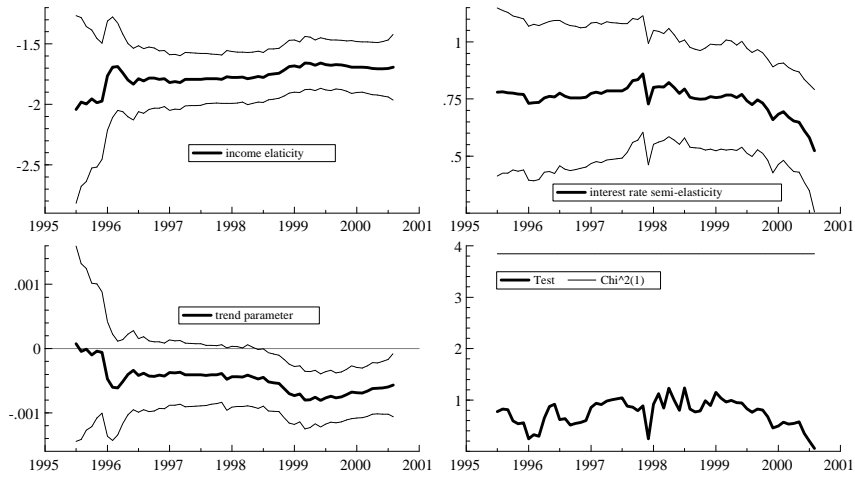 -1.5
-2
-2.5
income elaticity
1995 1996 1997 1998 1999 2000 2001
1
.75
.5
interest rate semi-elasticity
1995 1996 1997 1998 1999 2000 2001
.001
0
-.001
trend parameter
1995 1996 1997 1998 1999 2000 2001
4
3
2
1
Test Chi^2(1)
1995 1996 1997 1998 1999 2000 2001